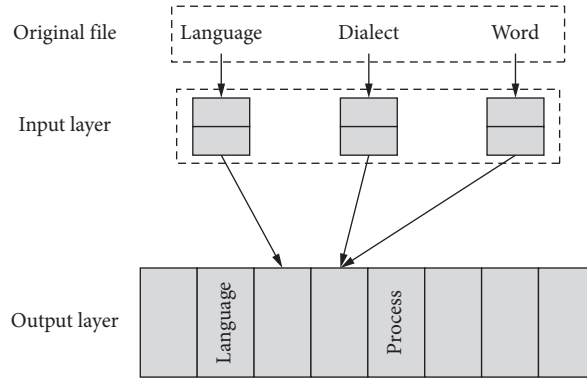 Original file
Language Dialect Word
Input layer
Output layer
Language
Process